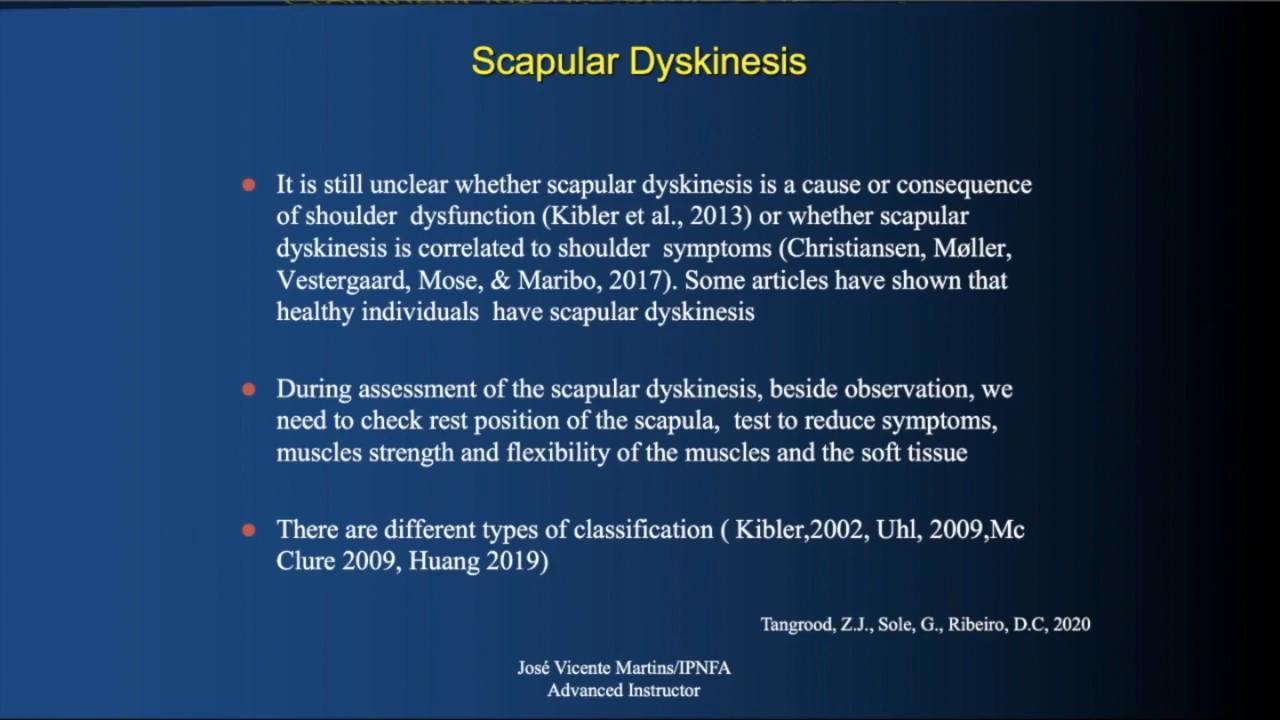 Scapular Dyskinesis
It is still unclear whether scapular dyskinesis is a cause or consequence
of shoulder dysfunction (Kibler et al., 2013) or whether scapular
dyskinesis is correlated to shoulder symptoms (Christiansen, Møller,
Vestergaard, Mose, & Maribo, 2017). Some articles have shown that
healthy individuals have scapular dyskinesis
During assessment of the scapular dyskinesis, beside observation, we
need to check rest position of the scapula, test to reduce symptoms,
muscles strength and flexibility of the muscles and the soft tissue
There are different types of classification ( Kibler,2002, Uhl, 2009,Mc
Clure 2009, Huang 2019)
Tangrood, Z.J., Sole, G., Ribeiro, D.C, 2020
José Vicente Martins/IPNFA
Advanced Instructor